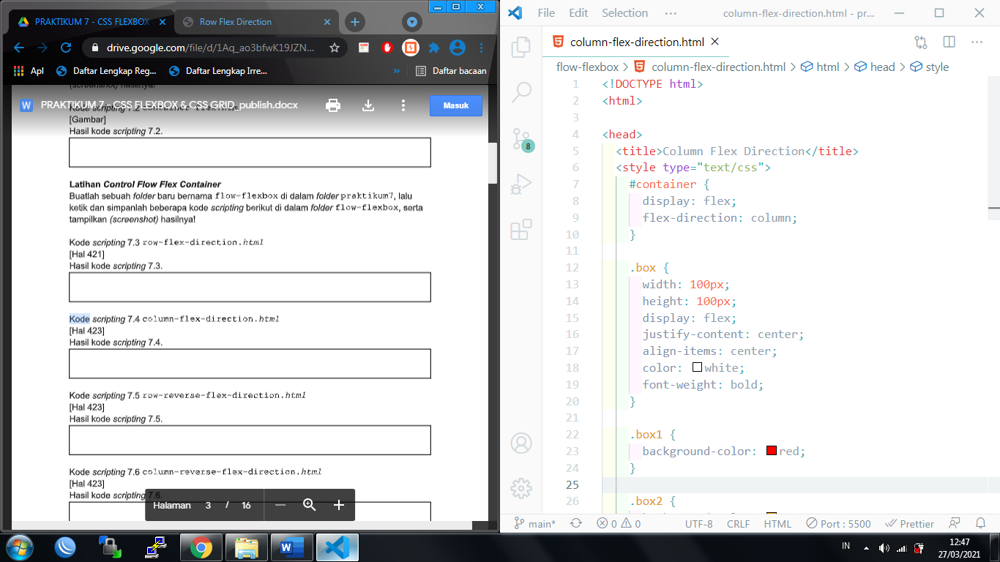 PRAKTIKUM 7 - CSS FLEXBOX
Row Flex Direction
drive.google.com/file/d/1Aq_ao3bfwK19JZN...
Apl
Daftar Lengkap Reg...
Daftar Lengkap Irre...
»
Daftar bacaan
(screenshot) hasilnya!
PRAKTIKUM 7 - CSS FLEXBOX & CSS GRID_publish.docx
Masuk
Kode scripting 7.2
[Gambar]
Hasil kode scripting 7.2.
Latihan Control Flow Flex Container
Buatlah sebuah folder baru bernama flow-flexbox di dalam folder praktikum7, lalu
ketik dan simpanlah beberapa kode scripting berikut di dalam folder flow-flexbox, serta
tampilkan (screenshot) hasilnya!
Kode scripting 7.3 row-flex-direction.html
[Hal 421]
Hasil kode scripting 7.3.
Kode scripting 7.4 column-flex-direction.html
[Hal 423]
Hasil kode scripting 7.4.
Kode scripting 7.5 row-reverse-flex-direction.html
[Hal 423]
Hasil kode scripting 7.5.
Kode scripting 7.6 column-reverse-flex-direction.html
[Hal 423]
Hasil kode scripting 7.6.
Halaman 3 / 16
File Edit Selection ··· column-flex-direction.html - pr...
column-flex-direction.html
flow-flexbox > column-flex-direction.html > html > head > style
8
1 <!DOCTYPE html>
2 <html>
3
4 <head>
5 <title>Column Flex Direction</title>
6 <style type="text/css">
7 #container {
8 display: flex;
9 flex-direction: column;
10 }
11
12 .box {
13 width: 100px;
14 height: 100px;
15 display: flex;
16 justify-content: center;
17 align-items: center;
18 color: white;
19 font-weight: bold;
20 }
21
22 .box1 {
23 background-color: red;
24 }
25
26 .box2 {
main* 0 0 UTF-8 CRLF HTML Port : 5500 Prettier
IN
12:47
27/03/2021